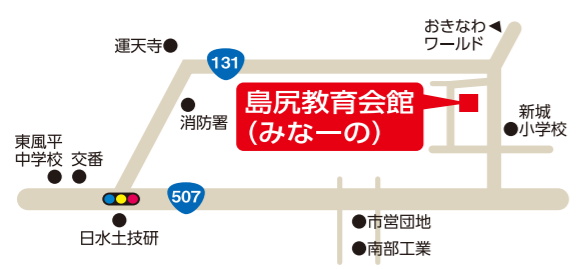 おきなわ
ワールド
運天寺
131
島尻教育会館
(みなーの)
消防署
新城
小学校
東風平
中学校
交番
507
日水土技研
市営団地
南部工業